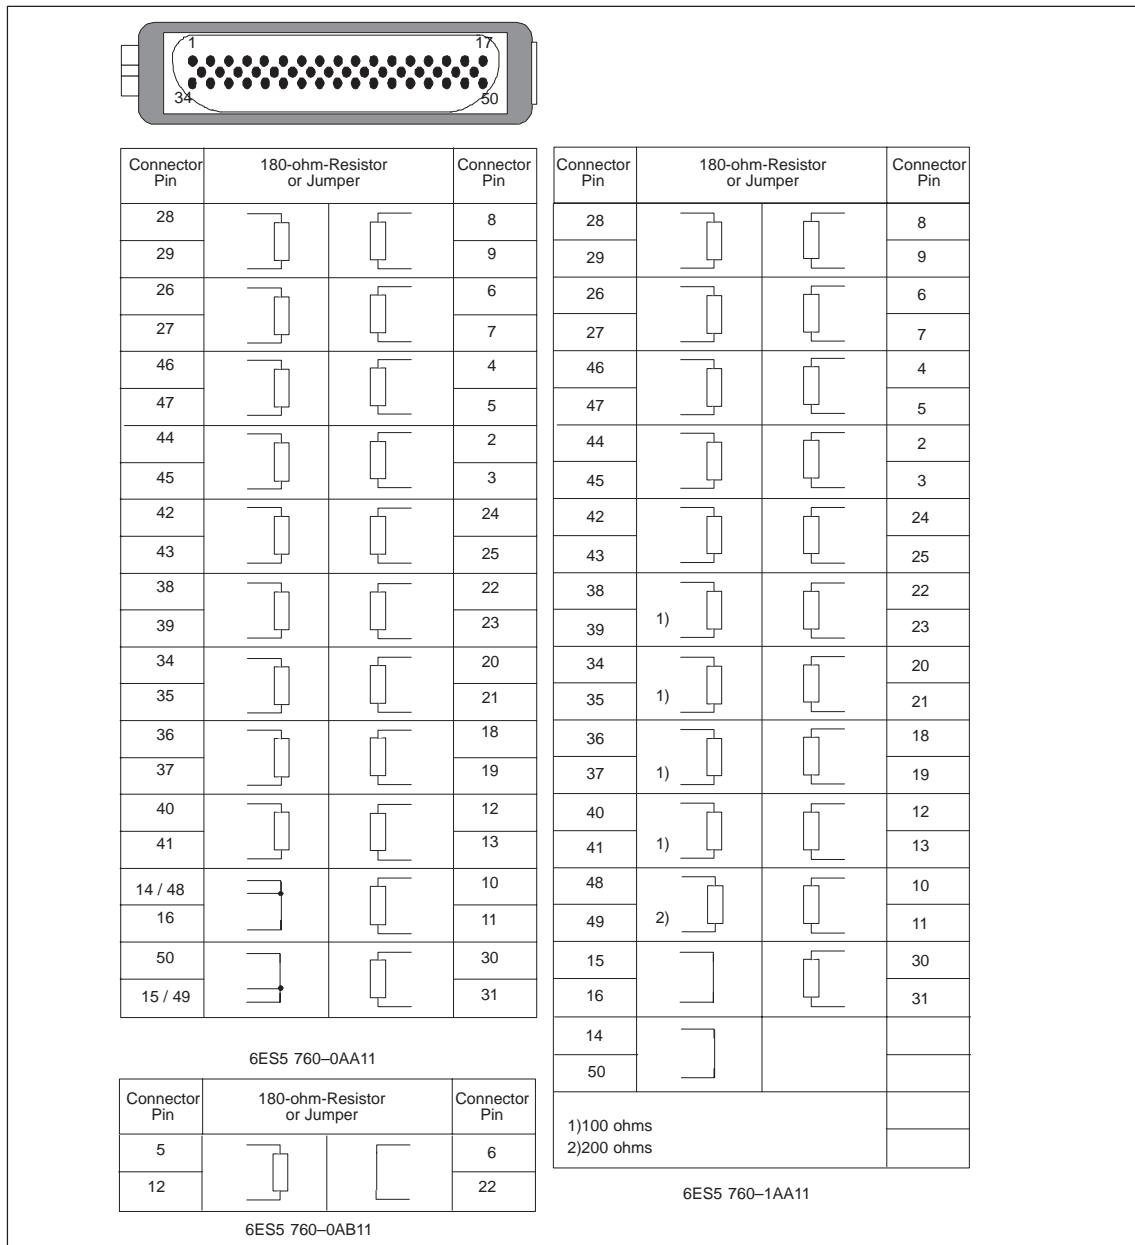 1 17
34 50
Connector Pin 180-ohm-Resistor or Jumper Connector Pin
28 8
29 9
26 6
27 7
46 4
47 5
44 2
45 3
42 24
43 25
38 22
39 23
34 20
35 21
36 18
37 19
40 12
41 13
14 / 48 10
16 11
50 30
15 / 49 31
6ES5 760–0AA11
Connector Pin 180-ohm-Resistor or Jumper Connector Pin
5 6
12 22
6ES5 760–0AB11
Connector Pin 180-ohm-Resistor or Jumper Connector Pin
28 8
29 9
26 6
27 7
46 4
47 5
44 2
45 3
42 24
43 25
38 22
39 1) 23
34 20
35 1) 21
36 18
37 1) 19
40 12
41 1) 13
48 10
49 2) 11
15 30
16 31
14
50
1)100 ohms
2)200 ohms
6ES5 760–1AA11